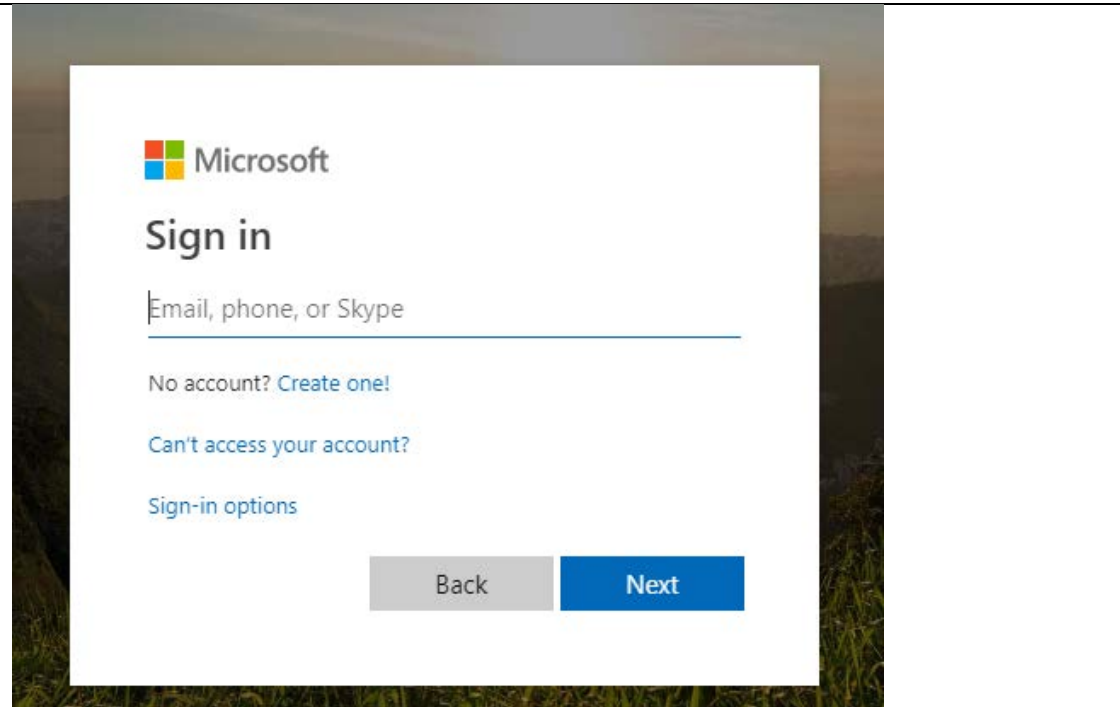 Microsoft
Sign in
Email, phone, or Skype
No account? Create one!
Can't access your account?
Sign-in options
Back Next